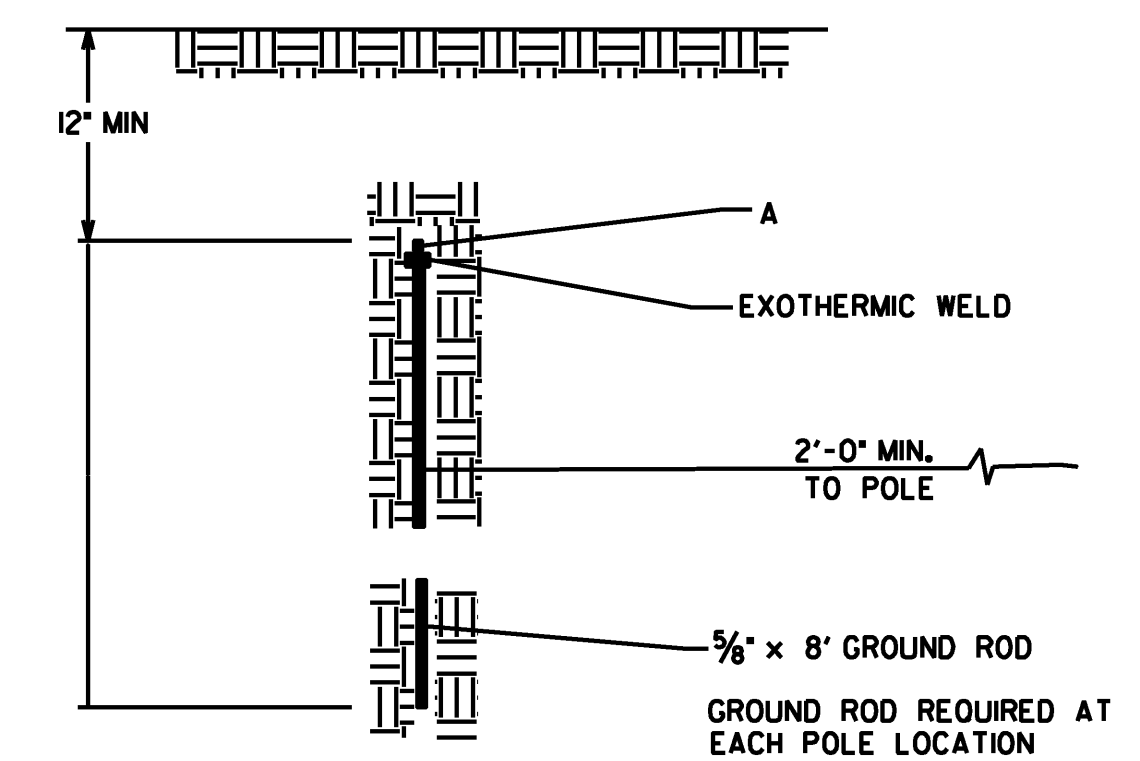 12" MIN
A
EXOTHERMIC WELD
2'-0" MIN.
TO POLE
5/8" x 8' GROUND ROD
GROUND ROD REQUIRED AT
EACH POLE LOCATION